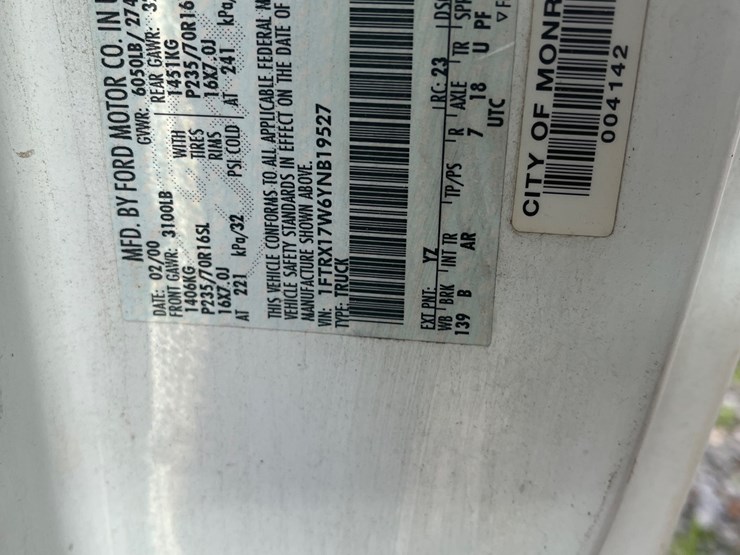 MFD. BY FORD MOTOR CO. IN U
DATE: 02/00 GVWR: 6050LB/ 274
FRONT GAWR: 3100LB REAR GAWR:
1406KG WITH 1451KG
P235/70R16SL TIRES P235/70R16
16X7.0J RIMS 16X7.0J
AT 221 kPa/32 PSI COLD AT 241 kPa
THIS VEHICLE CONFORMS TO ALL APPLICABLE FEDERAL M
VEHICLE SAFETY STANDARDS IN EFFECT ON THE DATE OF
MANUFACTURE SHOWN ABOVE.
VIN: 1FTRX17W6YNB19527
TYPE: TRUCK
EXT PNT: YZ RC: 23 DS
WB BRK INT TR TP/PS R AXLE TR SPR
139 B AR 7 18 U PF
UTC
CITY OF MONR
004142